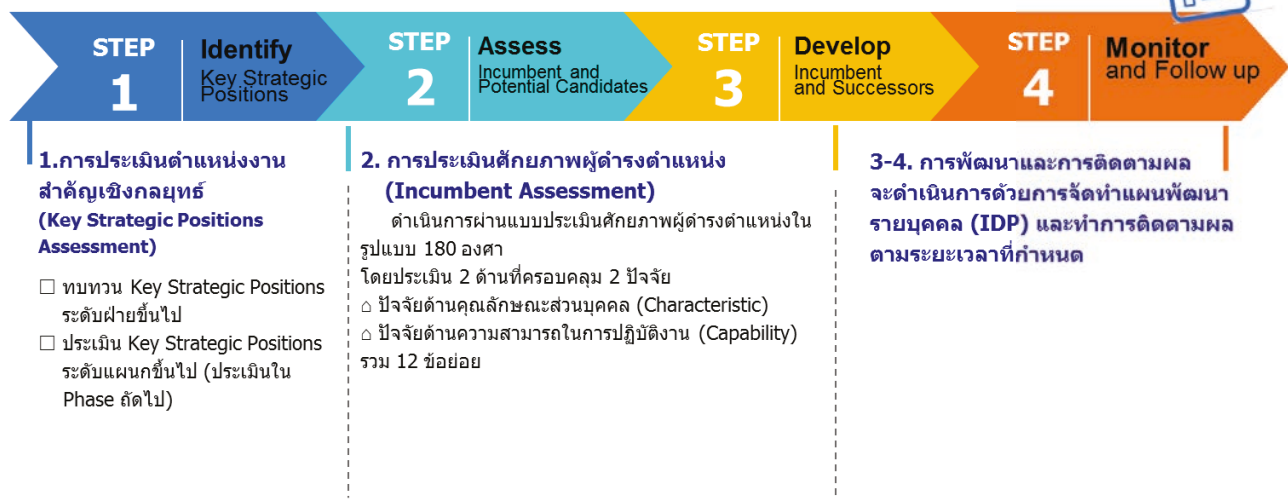 STEP
1
Identify
Key Strategic
Positions
STEP
2
Assess
Incumbent and
Potential Candidates
STEP
3
Develop
Incumbent
and Successors
STEP
4
Monitor
and Follow up
1.การประเมินตำแหน่งงาน
สำคัญเชิงกลยุทธ์
(Key Strategic Positions
Assessment)
☐ ทบทวน Key Strategic Positions
ระดับฝ่ายขึ้นไป
☐ ประเมิน Key Strategic Positions
ระดับแผนกขึ้นไป (ประเมินใน
Phase ถัดไป)
2. การประเมินศักยภาพผู้ดำรงตำแหน่ง
(Incumbent Assessment)
ดำเนินการผ่านแบบประเมินศักยภาพผู้ดำรงตำแหน่งใน
รูปแบบ 180 องศา
โดยประเมิน 2 ด้านที่ครอบคลุม 2 ปัจจัย
⌂ ปัจจัยด้านคุณลักษณะส่วนบุคคล (Characteristic)
⌂ ปัจจัยด้านความสามารถในการปฏิบัติงาน (Capability)
รวม 12 ข้อย่อย
3-4. การพัฒนาและการติดตามผล
จะดำเนินการด้วยการจัดทำแผนพัฒนา
รายบุคคล (IDP) และทำการติดตามผล
ตามระยะเวลาที่กำหนด